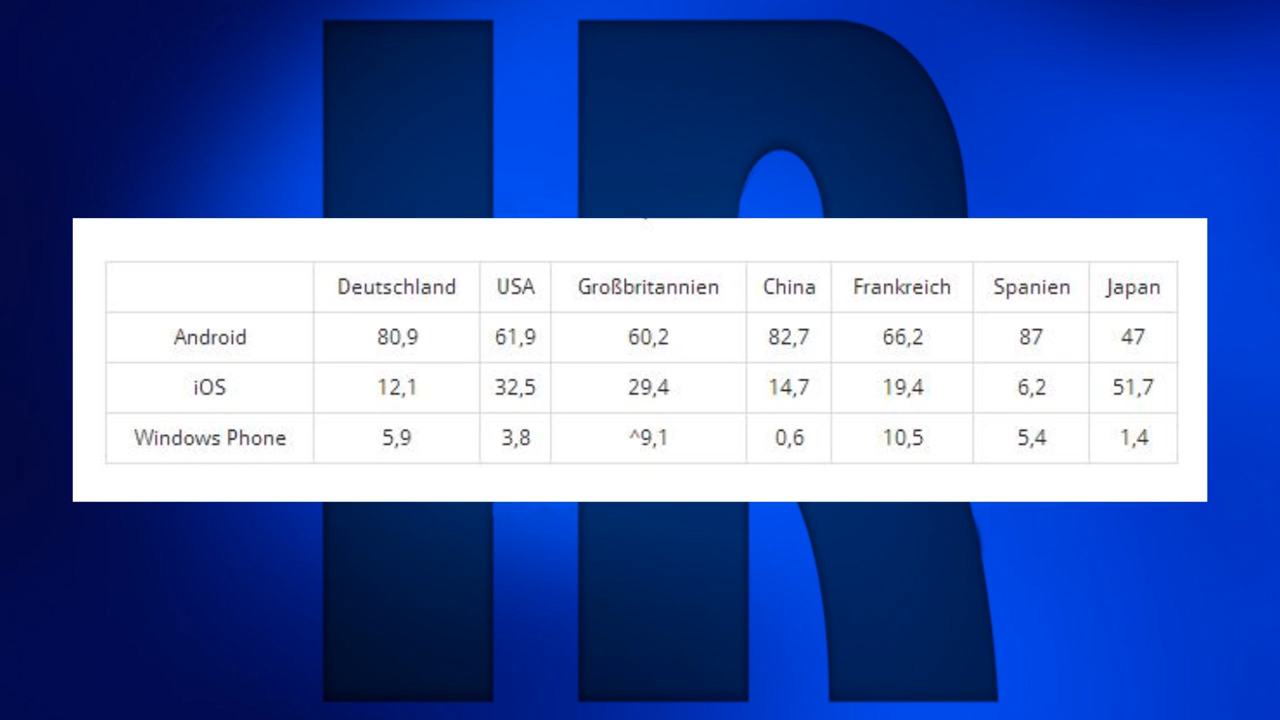 IR
Deutschland USA Großbritannien China Frankreich Spanien Japan
Android 80,9 61,9 60,2 82,7 66,2 87 47
iOS 12,1 32,5 29,4 14,7 19,4 6,2 51,7
Windows Phone 5,9 3,8 ^9,1 0,6 10,5 5,4 1,4